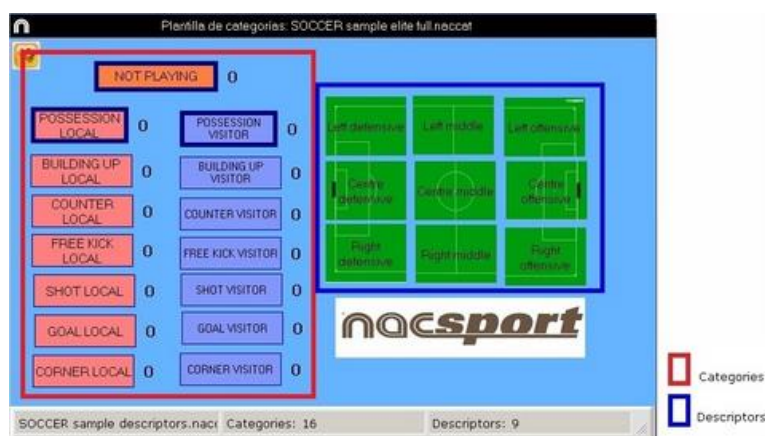 Plantilla de categorías: SOCCER sample elite full.naccat
NOT PLAYING 0
POSSESSION
LOCAL
0
POSSESSION
VISITOR
0
BUILDING UP
LOCAL
0
BUILDING UP
VISITOR
0
COUNTER
LOCAL
0
COUNTER VISITOR 0
FREE KICK
LOCAL
0
FREE KICK VISITOR 0
SHOT LOCAL 0
SHOT VISITOR 0
GOAL LOCAL 0
GOAL VISITOR 0
CORNER LOCAL 0
CORNER VISITOR 0
Left defensive Left middle Left offensive
Centre
defensive
Centre middle
Centre
offensive
Right
defensive
Right middle
Right
offensive
nacsport
Categories
Descriptors
SOCCER sample descriptors.nacc Categories: 16 Descriptors: 9